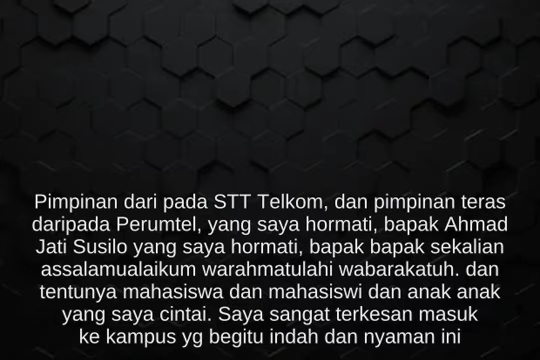 Pimpinan dari pada STT Telkom, dan pimpinan teras
daripada Perumtel, yang saya hormati, bapak Ahmad
Jati Susilo yang saya hormati, bapak bapak sekalian
assalamualaikum warahmatulahi wabarakatuh. dan
tentunya mahasiswa dan mahasiswi dan anak anak
yang saya cintai. Saya sangat terkesan masuk
ke kampus yg begitu indah dan nyaman ini